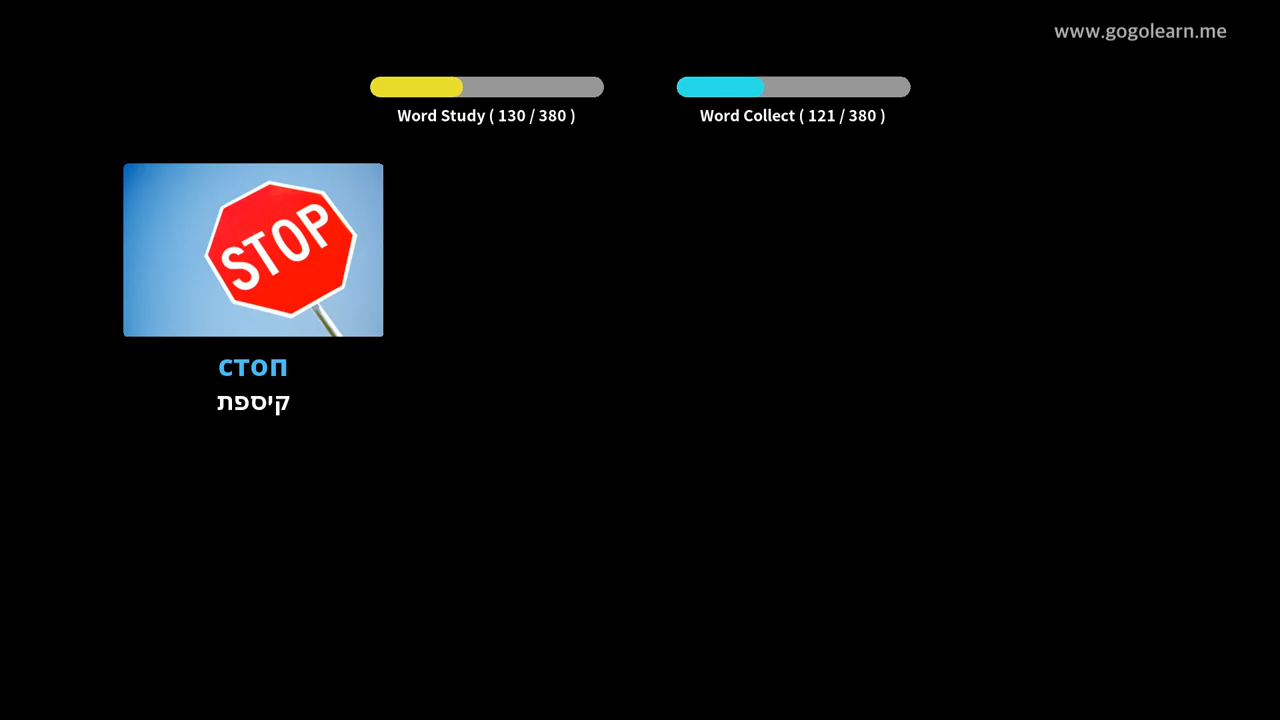 www.gogolearn.me
Word Study ( 130 / 380 )
Word Collect ( 121 / 380 )
STOP
стоп
קיספת